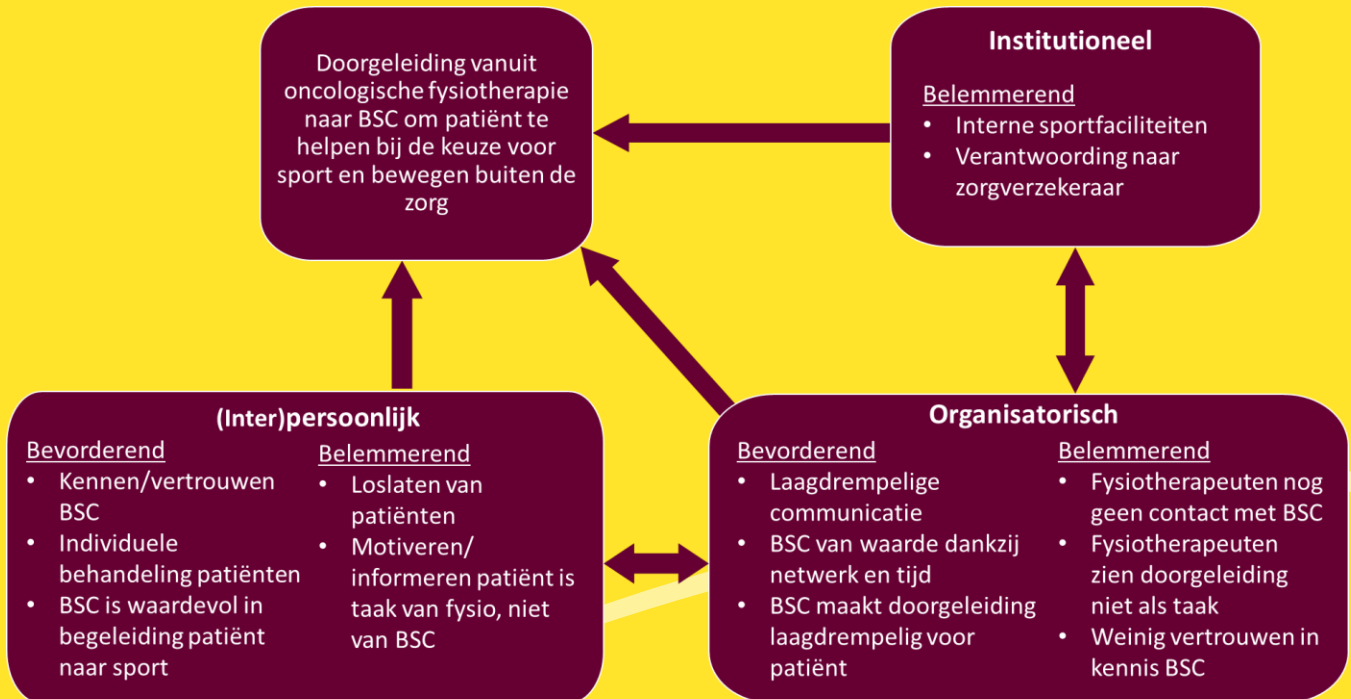 Doorgeleiding vanuit
oncologische fysiotherapie
naar BSC om patiënt te
helpen bij de keuze voor
sport en bewegen buiten de
zorg
Institutioneel
Belemmerend
• Interne sportfaciliteiten
• Verantwoording naar
zorgverzekeraar
(Inter)persoonlijk
Bevorderend
• Kennen/vertrouwen
BSC
• Individuele
behandeling patiënten
• BSC is waardevol in
begeleiding patiënt
naar sport
Belemmerend
• Loslaten van
patiënten
• Motiveren/
informeren patiënt is
taak van fysio, niet
van BSC
Organisatorisch
Bevorderend
• Laagdrempelige
communicatie
• BSC van waarde dankzij
netwerk en tijd
• BSC maakt doorgeleiding
laagdrempelig voor
patiënt
Belemmerend
• Fysiotherapeuten nog
geen contact met BSC
• Fysiotherapeuten
zien doorgeleiding
niet als taak
• Weinig vertrouwen in
kennis BSC